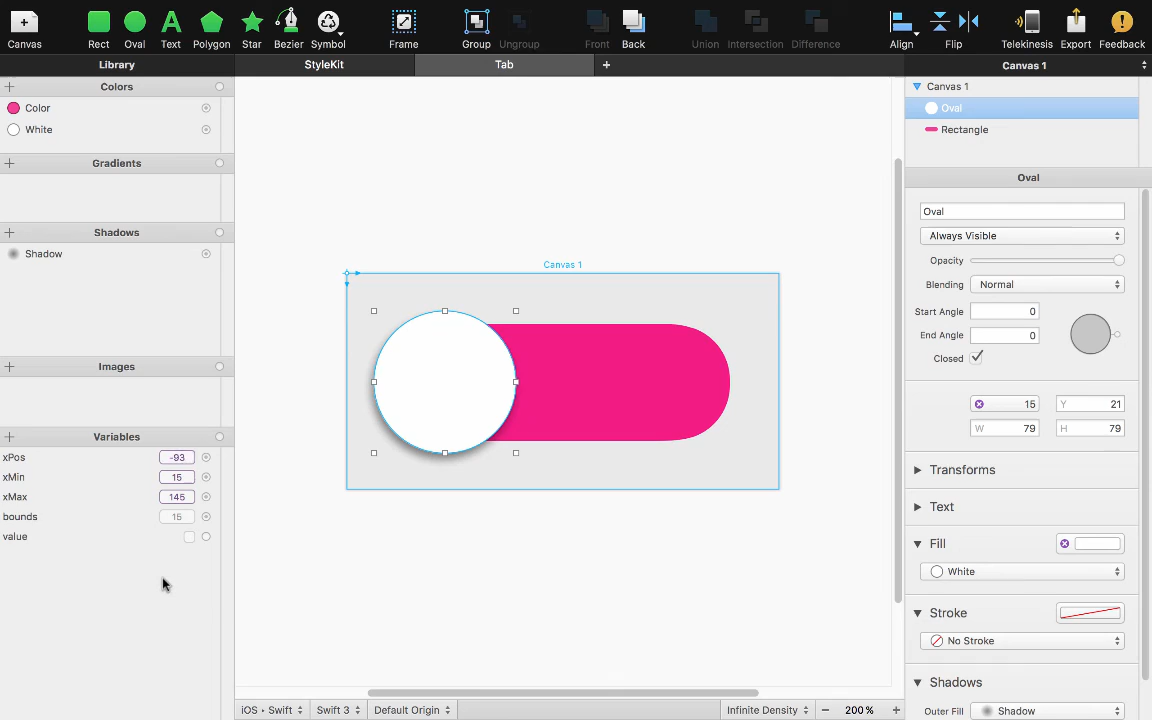 Canvas
Rect
Oval
Text
Polygon
Star
Bezier
Symbol
Frame
Group
Ungroup
Front
Back
Union
Intersection
Difference
Align
Flip
Telekinesis
Export
Feedback
Library
StyleKit
Tab
+
Canvas 1
Colors
Color
White
Gradients
Shadows
Shadow
Images
Variables
xPos -93
xMin 15
xMax 145
bounds 15
value
Canvas 1
Canvas 1
Oval
Rectangle
Oval
Oval
Always Visible
Opacity
Blending Normal
Start Angle 0
End Angle 0
Closed
15 Y 21
W 79 H 79
Transforms
Text
Fill
White
Stroke
No Stroke
Shadows
Outer Fill Shadow
iOS • Swift
Swift 3
Default Origin
Infinite Density
200%